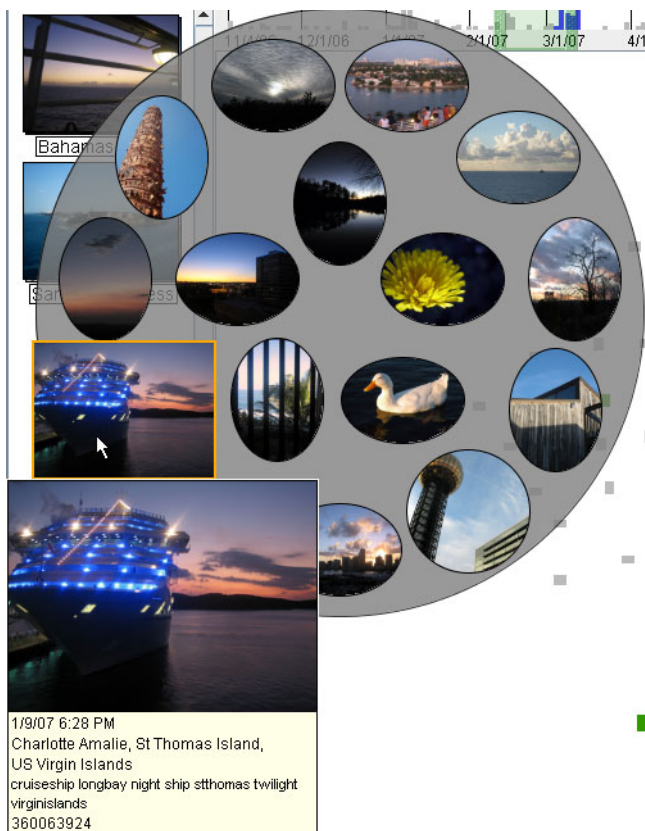 11/1/06 12/1/06 1/1/07 2/1/07 3/1/07 4/1
Bahamas
1/9/07 6:28 PM
Charlotte Amalie, St Thomas Island,
US Virgin Islands
cruiseship longbay night ship stthomas twilight
virginislands
360063924